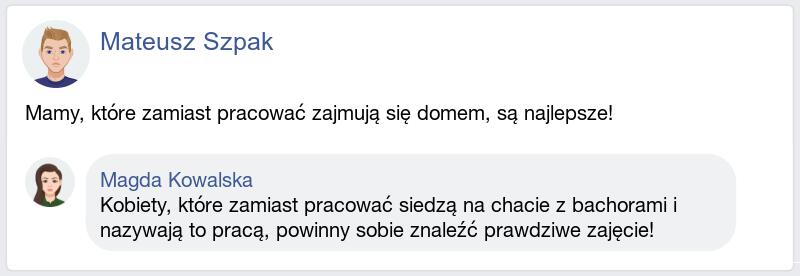 Mateusz Szpak
Mamy, które zamiast pracować zajmują się domem, są najlepsze!
Magda Kowalska
Kobiety, które zamiast pracować siedzą na chacie z bachorami i
nazywają to pracą, powinny sobie znaleźć prawdziwe zajęcie!